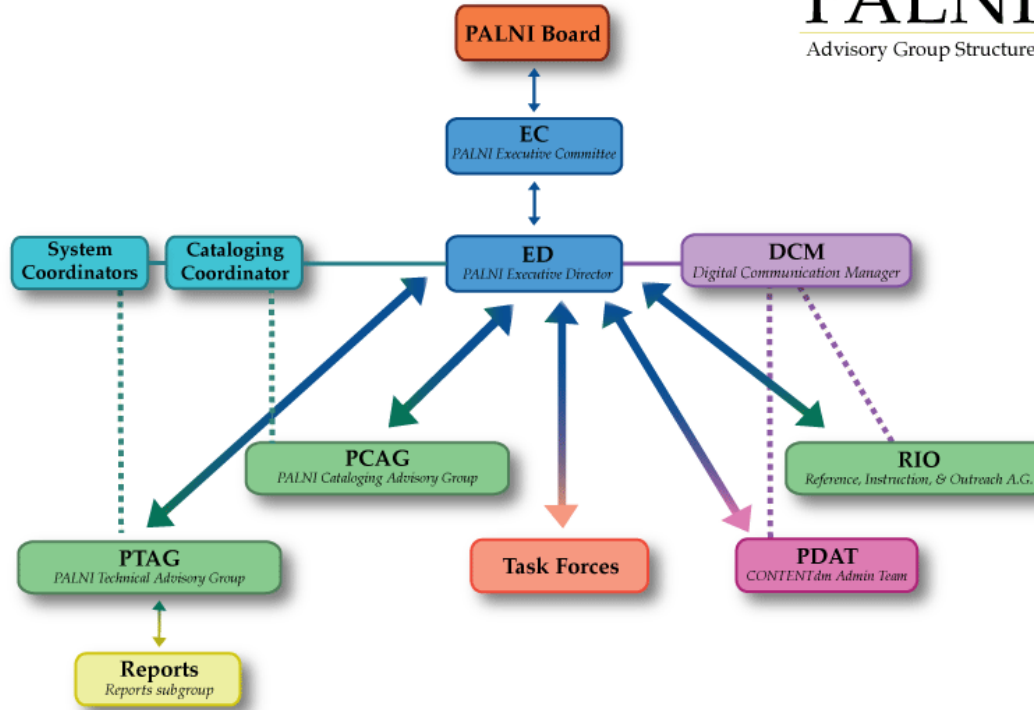 PALNI
Advisory Group Structure
PALNI Board
EC
PALNI Executive Committee
System
Coordinators
Cataloging
Coordinator
ED
PALNI Executive Director
DCM
Digital Communication Manager
PCAG
PALNI Cataloging Advisory Group
RIO
Reference, Instruction, & Outreach A.G.
PTAG
PALNI Technical Advisory Group
Task Forces
PDAT
CONTENTdm Admin Team
Reports
Reports subgroup